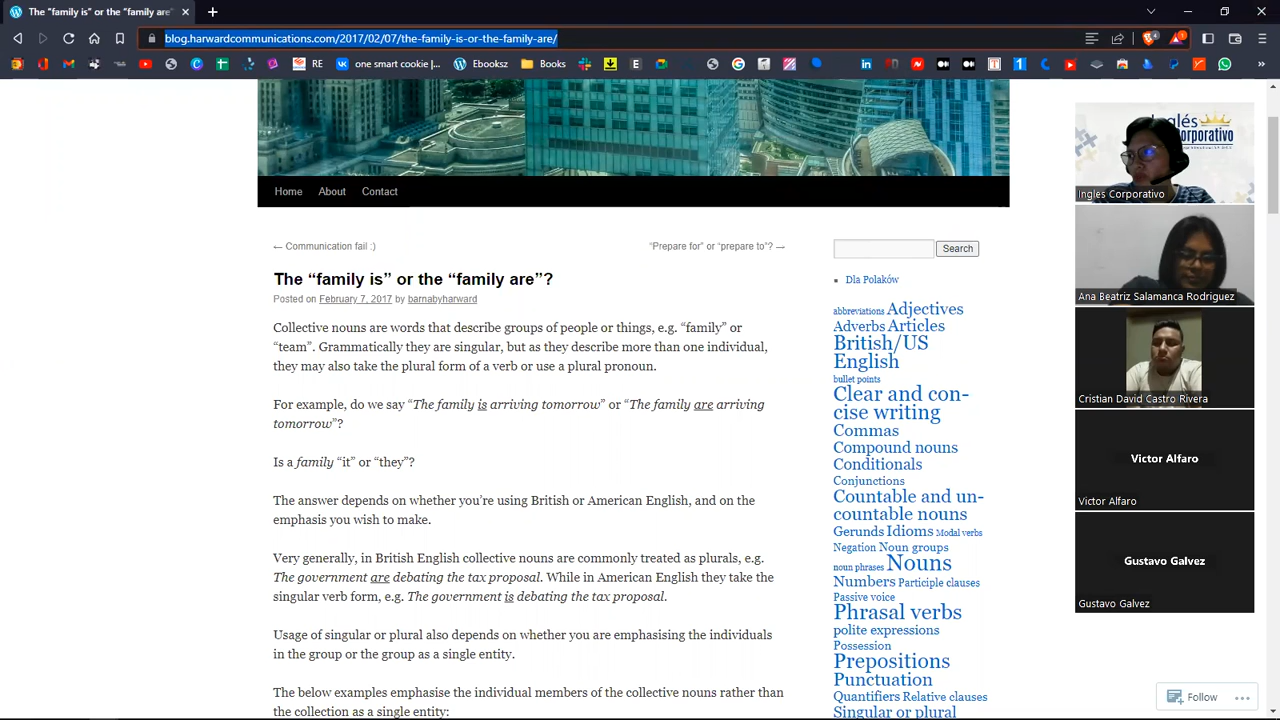 The “family is” or the “family are”
blog.harwardcommunications.com/2017/02/07/the-family-is-or-the-family-are/
RE
one smart cookie |...
Ebooksz
Books
Home
About
Contact
← Communication fail :)
“Prepare for” or “prepare to”? →
Search
The “family is” or the “family are”?
Posted on February 7, 2017 by barnabyharward
Collective nouns are words that describe groups of people or things, e.g. “family” or
“team”. Grammatically they are singular, but as they describe more than one individual,
they may also take the plural form of a verb or use a plural pronoun.
For example, do we say “The family is arriving tomorrow” or “The family are arriving
tomorrow”?
Is a family “it” or “they”?
The answer depends on whether you’re using British or American English, and on the
emphasis you wish to make.
Very generally, in British English collective nouns are commonly treated as plurals, e.g.
The government are debating the tax proposal. While in American English they take the
singular verb form, e.g. The government is debating the tax proposal.
Usage of singular or plural also depends on whether you are emphasising the individuals
in the group or the group as a single entity.
The below examples emphasise the individual members of the collective nouns rather than
the collection as a single entity:
Dla Polaków
abbreviations Adjectives
Adverbs Articles
British/US
English
bullet points
Clear and con-
cise writing
Commas
Compound nouns
Conditionals
Conjunctions
Countable and un-
countable nouns
Gerunds Idioms Modal verbs
Negation Noun groups
noun phrases Nouns
Numbers Participle clauses
Passive voice
Phrasal verbs
polite expressions
Possession
Prepositions
Punctuation
Quantifiers Relative clauses
Singular or plural
Follow
Inglés
Corporativo
Ingles Corporativo
Ana Beatriz Salamanca Rodriguez
Cristian David Castro Rivera
Victor Alfaro
Victor Alfaro
Gustavo Galvez
Gustavo Galvez